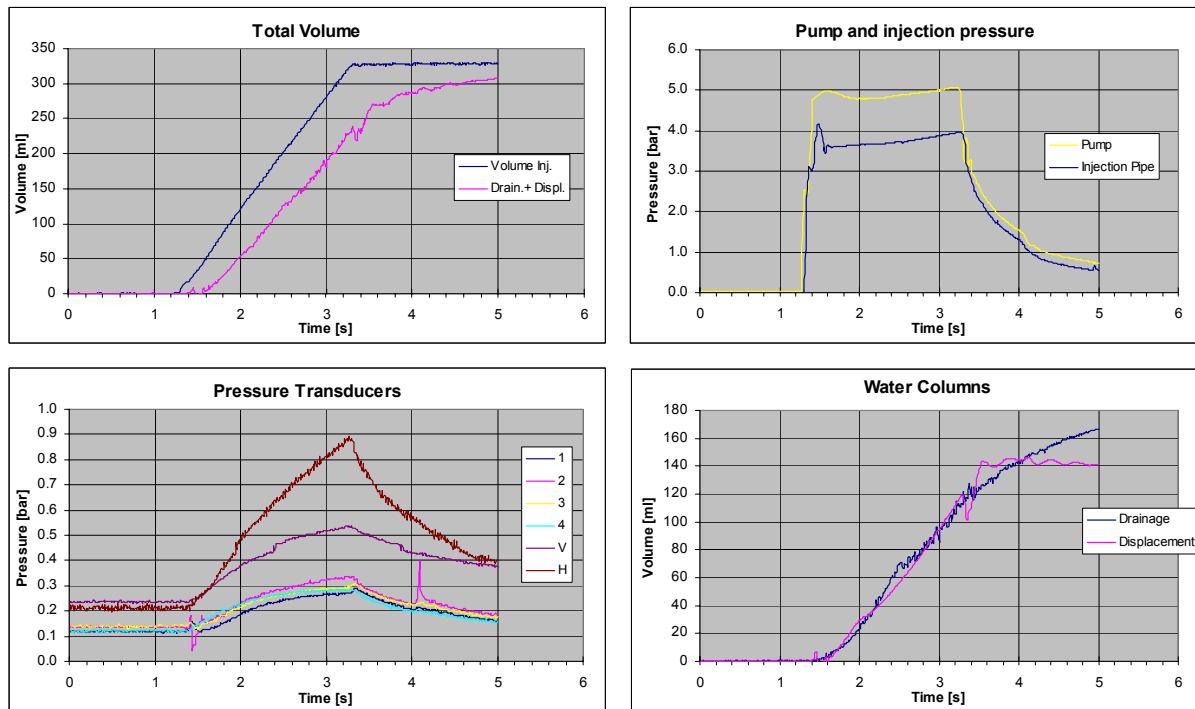 Total Volume
350
300
250
200
150
100
50
0
Volume [ml]
0 1 2 3 4 5 6
Time [s]
Volume Inj.
Drain.+ Displ.
Pump and injection pressure
6.0
5.0
4.0
3.0
2.0
1.0
0.0
Pressure [bar]
0 1 2 3 4 5 6
Time [s]
Pump
Injection Pipe
Pressure Transducers
1.0
0.9
0.8
0.7
0.6
0.5
0.4
0.3
0.2
0.1
0.0
Pressure [bar]
0 1 2 3 4 5 6
Time [s]
1
2
3
4
V
H
Water Columns
180
160
140
120
100
80
60
40
20
0
Volume [ml]
0 1 2 3 4 5 6
Time [s]
Drainage
Displacement